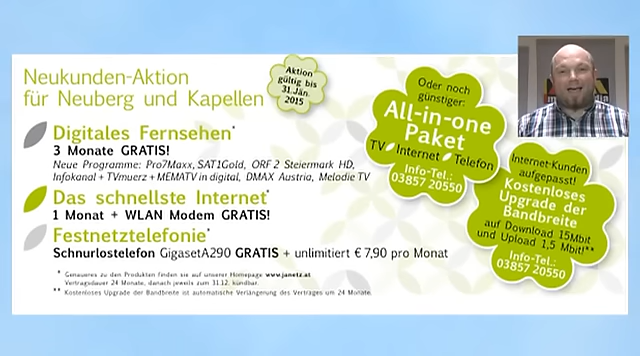 Neukunden-Aktion
für Neuberg und Kapellen
Aktion
gültig bis
31.Jän.
2015
Digitales Fernsehen*
3 Monate GRATIS!
Neue Programme: Pro7Maxx, SAT1Gold, ORF 2 Steiermark HD,
Infokanal + TVmuerz + MEMATV in digital, DMAX Austria, Melodie TV
Das schnellste Internet*
1 Monat + WLAN Modem GRATIS!
Festnetztelefonie*
Schnurlostelefon GigasetA290 GRATIS + unlimitiert € 7,90 pro Monat
* Genaueres zu den Produkten finden sie auf unserer Homepage www.janetz.at
Vertragsdauer 24 Monate, danach jeweils zum 31.12. kündbar.
** Kostenloses Upgrade der Bandbreite ist automatische Verlängerung des Vertrages um 24 Monate.
Oder noch
günstiger:
All-in-one
Paket
TV Internet Telefon
Info-Tel.:
03857 20550
Internet-Kunden
aufgepasst!
Kostenloses
Upgrade der
Bandbreite
auf Download 15Mbit
und Upload 1,5 Mbit!**
Info-Tel.:
03857 20550